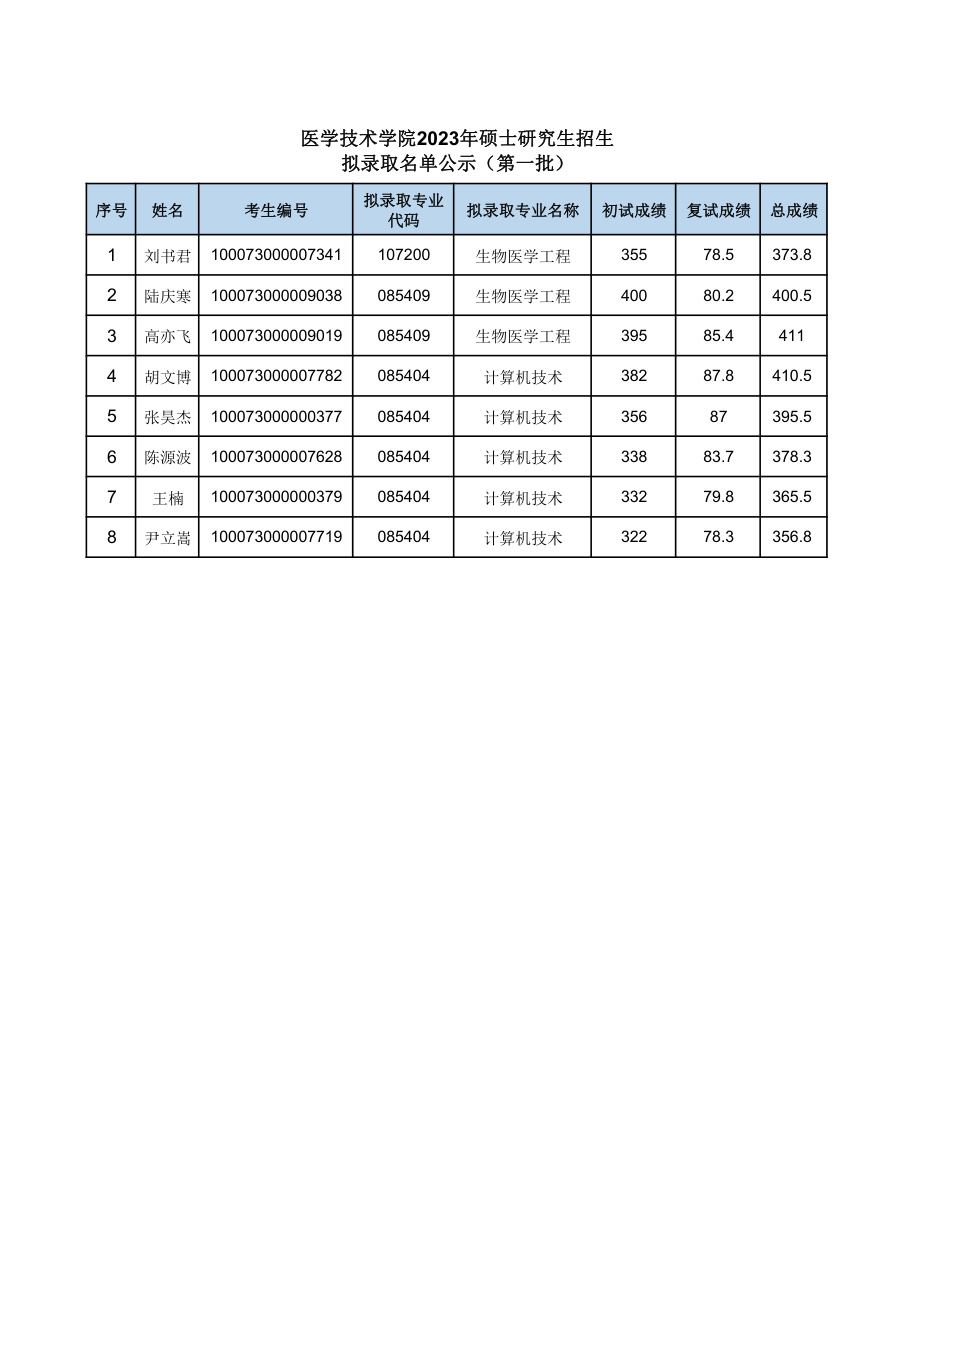 医学技术学院2023年硕士研究生招生
拟录取名单公示（第一批）
序号 姓名 考生编号 拟录取专业代码 拟录取专业名称 初试成绩 复试成绩 总成绩
1 刘书君 100073000007341 107200 生物医学工程 355 78.5 373.8
2 陆庆寒 100073000009038 085409 生物医学工程 400 80.2 400.5
3 高亦飞 100073000009019 085409 生物医学工程 395 85.4 411
4 胡文博 100073000007782 085404 计算机技术 382 87.8 410.5
5 张昊杰 100073000000377 085404 计算机技术 356 87 395.5
6 陈源波 100073000007628 085404 计算机技术 338 83.7 378.3
7 王楠 100073000000379 085404 计算机技术 332 79.8 365.5
8 尹立嵩 100073000007719 085404 计算机技术 322 78.3 356.8